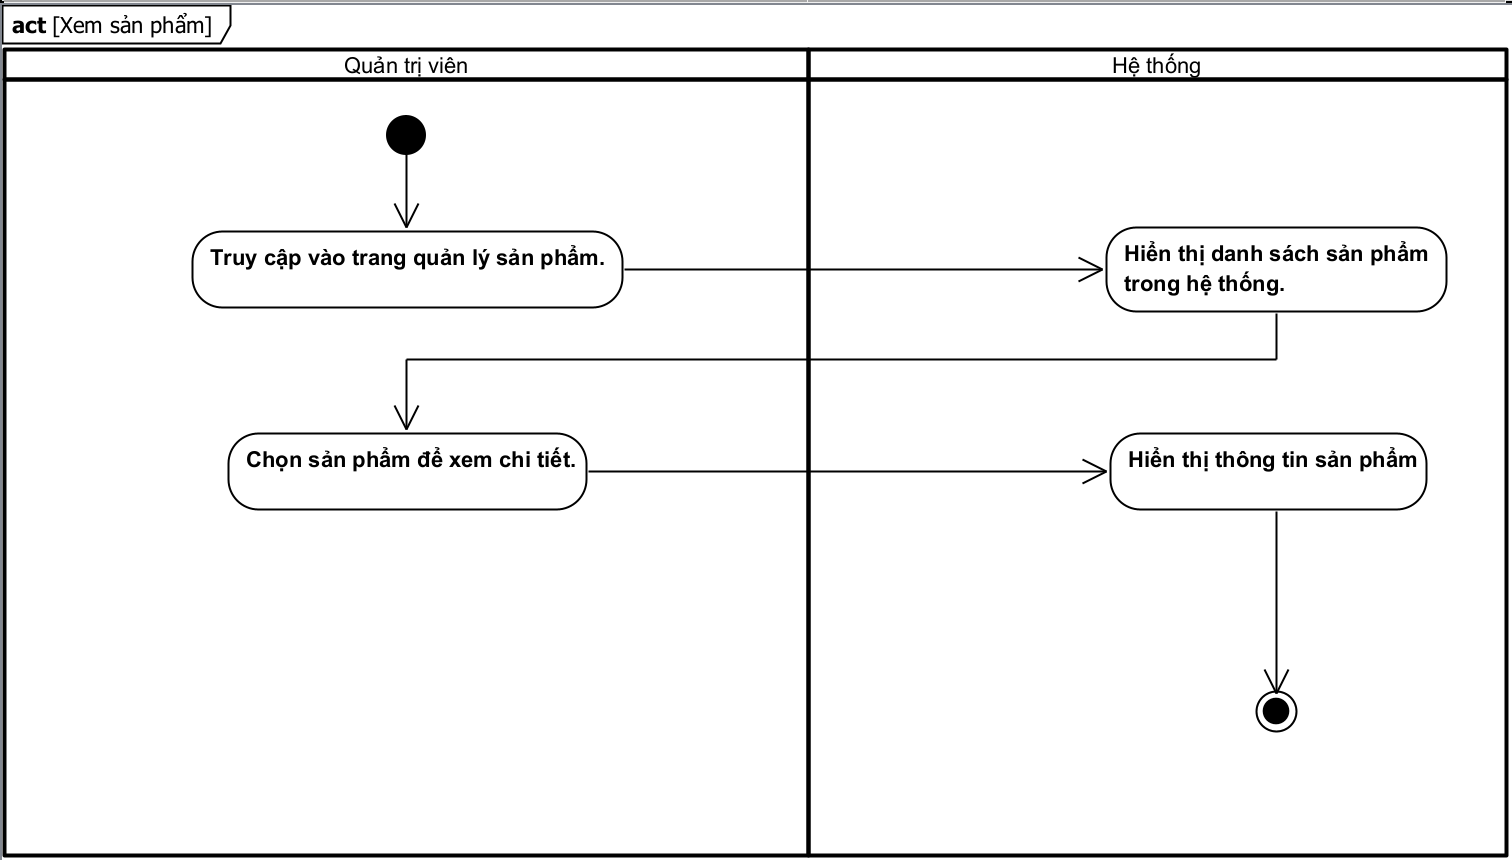 act [Xem sản phẩm]
Quản trị viên
Hệ thống
Truy cập vào trang quản lý sản phẩm.
Hiển thị danh sách sản phẩm
trong hệ thống.
Chọn sản phẩm để xem chi tiết.
Hiển thị thông tin sản phẩm